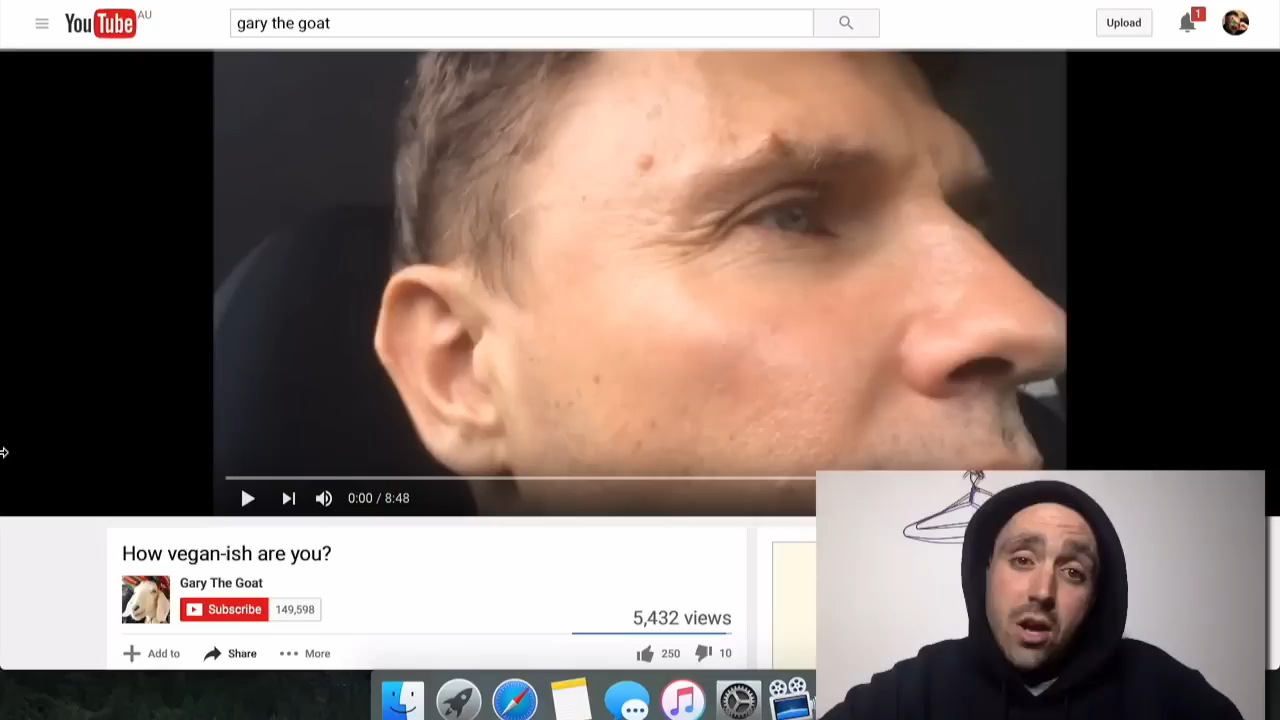 YouTube AU
gary the goat
Upload
1
0:00 / 8:48
How vegan-ish are you?
Gary The Goat
Subscribe 149,598
5,432 views
Add to Share More 250 10